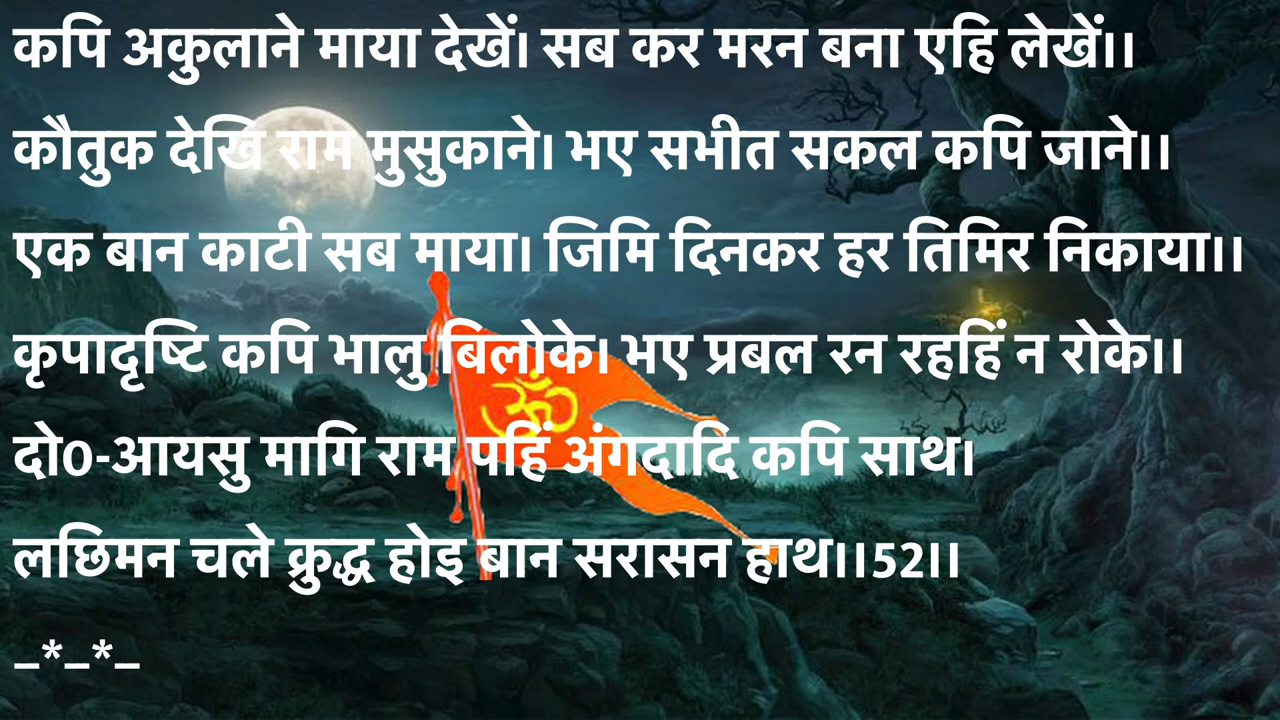 कपि अकुलाने माया देखें। सब कर मरन बना एहि लेखें।।
कौतुक देखि राम मुसुकाने। भए सभीत सकल कपि जाने।।
एक बान काटी सब माया। जिमि दिनकर हर तिमिर निकाया।।
कृपादृष्टि कपि भालु बिलोके। भए प्रबल रन रहहिं न रोके।।
दो0-आयसु मागि राम पहिं अंगदादि कपि साथ।
लछिमन चले क्रुद्ध होइ बान सरासन हाथ।।52।।
–*–*–
ॐ